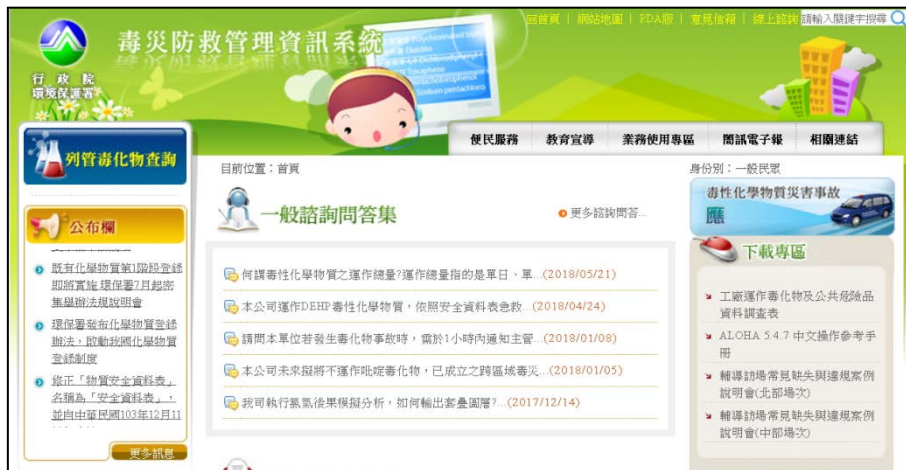 回首頁 | 網站地圖 | PDA版 | 意見信箱 | 線上諮詢
請輸入關鍵字搜尋
毒災防救管理資訊系統
行政院
環境保護署
便民服務 教育宣導 業務使用專區 簡訊電子報 相關連結
列管毒化物查詢
公布欄
既有化學物質第1階段登錄
即將實施 環保署7月起密
集舉辦法規說明會
環保署發布化學物質登錄
辦法，啟動我國化學物質
登錄制度
修正「物質安全資料表」
名稱為「安全資料表」，
並自中華民國103年12月11
更多訊息
目前位置：首頁
一般諮詢問答集
更多諮詢問答...
何謂毒性化學物質之運作總量?運作總量指的是單日、單...(2018/05/21)
本公司運作DEHP毒性化學物質，依照安全資料表急救...(2018/04/24)
請問本單位若發生毒化物事故時，需於1小時內通知主管...(2018/01/08)
本公司未來擬將不運作吡啶毒化物，已成立之跨區域毒災...(2018/01/05)
我司執行氯氣後果模擬分析，如何輸出套疊圖層?...(2017/12/14)
身份別：一般民眾
毒性化學物質災害事故
應
下載專區
工廠運作毒化物及公共危險品
資料調查表
ALOHA 5.4.7 中文操作參考手
冊
輔導訪場常見缺失與違規案例
說明會(北部場次)
輔導訪場常見缺失與違規案例
說明會(中部場次)